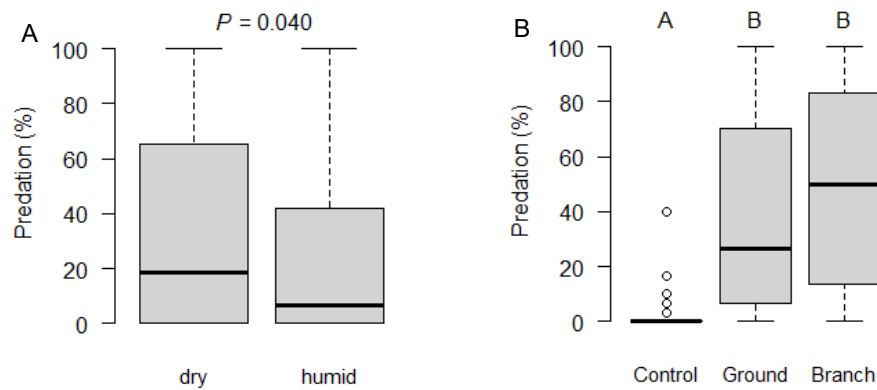 A
P = 0.040
Predation (%)
100
80
60
40
20
0
dry humid
B
A B B
Predation (%)
100
80
60
40
20
0
Control Ground Branch